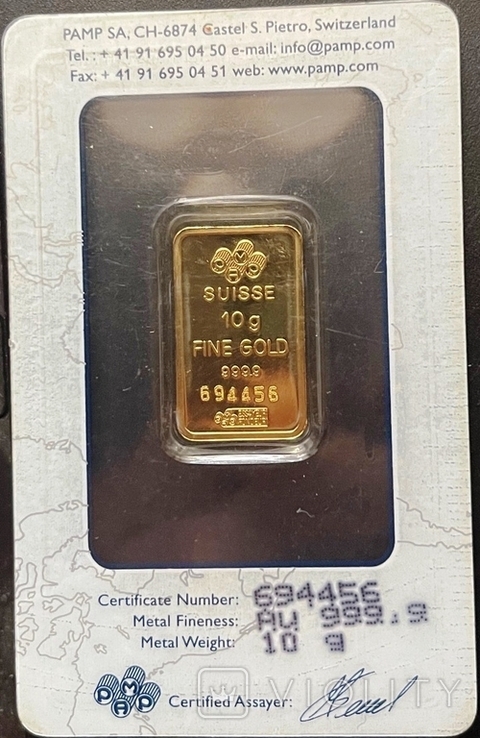 PAMP SA, CH-6874 Castel S. Pietro, Switzerland
Tel. : + 41 91 695 04 50 e-mail: info@pamp.com
Fax: + 41 91 695 04 51 web: www.pamp.com
PAMP
SUISSE
10 g
FINE GOLD
999.9
694456
Certificate Number: 694456
Metal Fineness: AU 999.9
Metal Weight: 10 g
PAMP
Certified Assayer:
VIOLITY